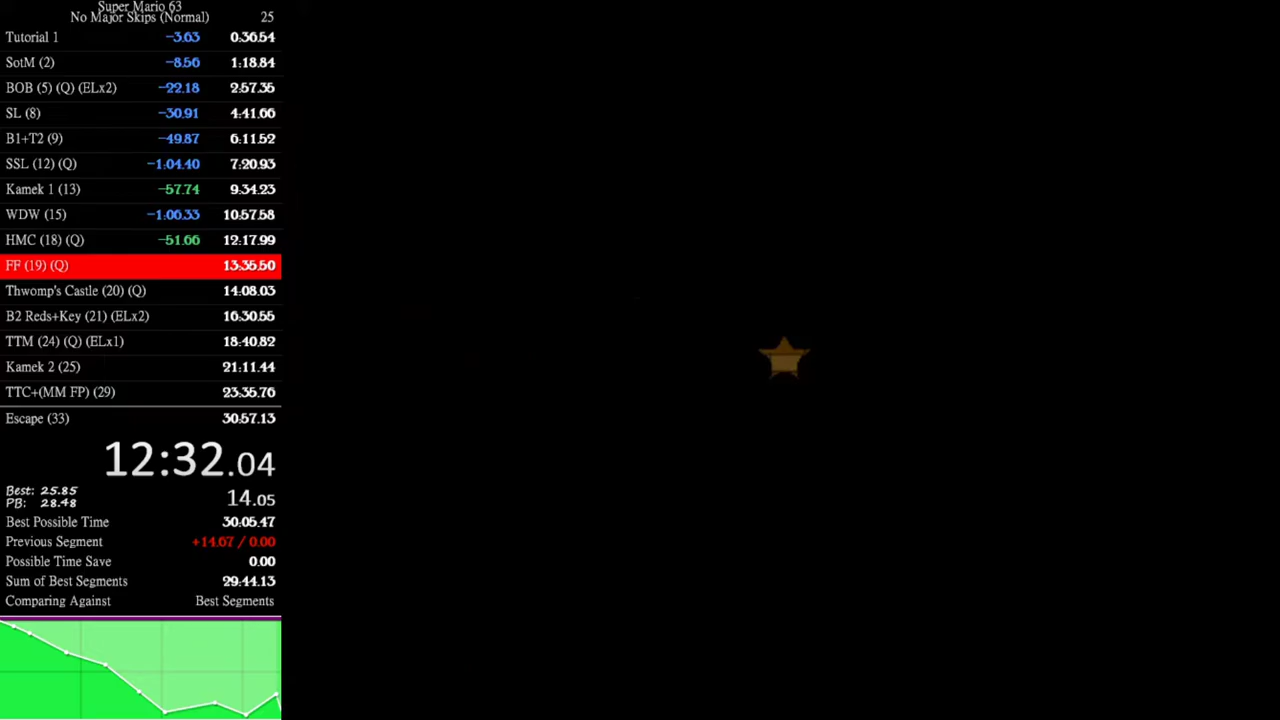 Super Mario 63
No Major Skips (Normal) 25
Tutorial 1 −3.63 0:36.54
SotM (2) −8.56 1:18.84
BOB (5) (Q) (ELx2) −22.18 2:57.35
SL (8) −30.91 4:41.66
B1+T2 (9) −49.87 6:11.52
SSL (12) (Q) −1:04.40 7:20.93
Kamek 1 (13) −57.74 9:34.23
WDW (15) −1:06.33 10:57.58
HMC (18) (Q) −51.66 12:17.99
FF (19) (Q) 13:35.50
Thwomp's Castle (20) (Q) 14:08.03
B2 Reds+Key (21) (ELx2) 16:30.55
TTM (24) (Q) (ELx1) 18:40.82
Kamek 2 (25) 21:11.44
TTC+(MM FP) (29) 23:35.76
Escape (33) 30:57.13
12:32.04
Best: 25.85
PB: 28.48
14.05
Best Possible Time 30:05.47
Previous Segment +14.67 / 0.00
Possible Time Save 0.00
Sum of Best Segments 29:44.13
Comparing Against Best Segments